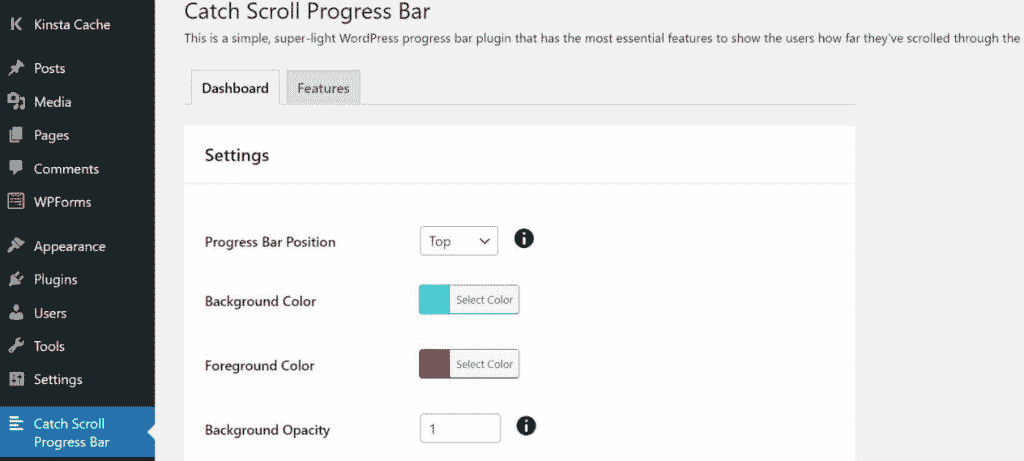 Kinsta Cache
Posts
Media
Pages
Comments
WPForms
Appearance
Plugins
Users
Tools
Settings
Catch Scroll
Progress Bar
Catch Scroll Progress Bar
This is a simple, super-light WordPress progress bar plugin that has the most essential features to show the users how far they've scrolled through the
Dashboard
Features
Settings
Progress Bar Position
Top
Background Color
Select Color
Foreground Color
Select Color
Background Opacity
1